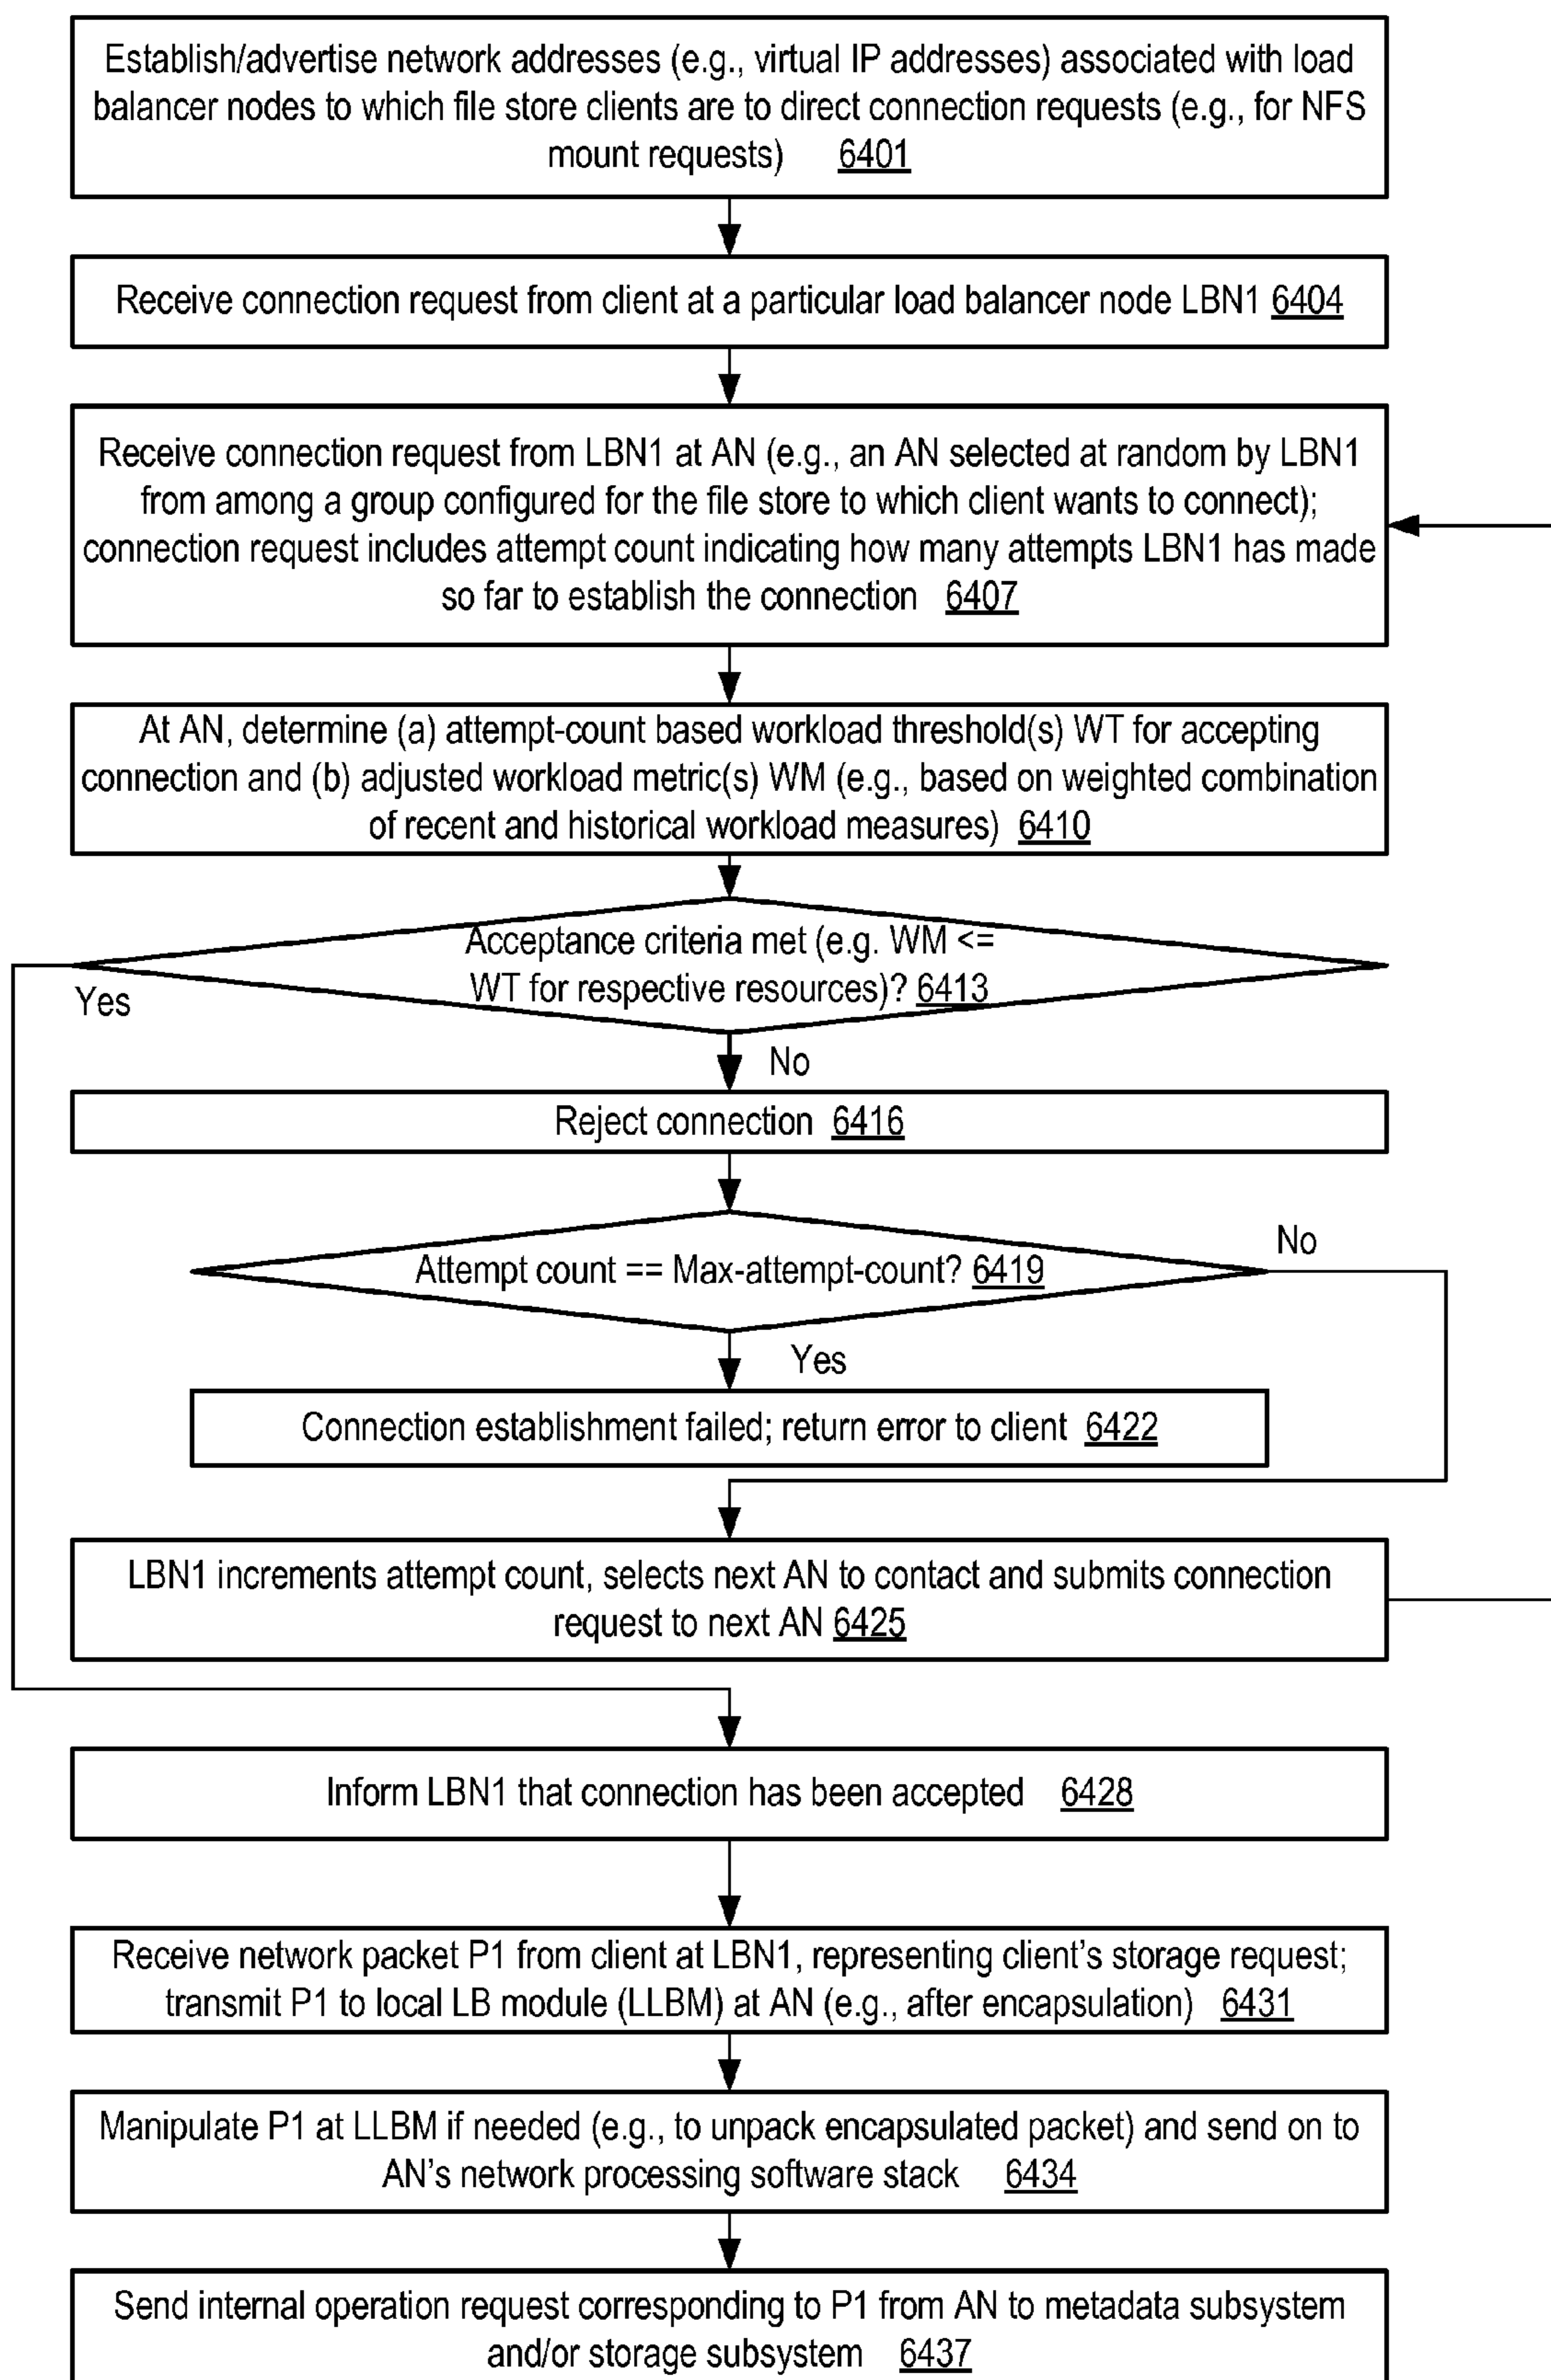 Establish/advertise network addresses (e.g., virtual IP addresses) associated with load
balancer nodes to which file store clients are to direct connection requests (e.g., for NFS
mount requests) 6401
Receive connection request from client at a particular load balancer node LBN1 6404
Receive connection request from LBN1 at AN (e.g., an AN selected at random by LBN1
from among a group configured for the file store to which client wants to connect);
connection request includes attempt count indicating how many attempts LBN1 has made
so far to establish the connection 6407
At AN, determine (a) attempt-count based workload threshold(s) WT for accepting
connection and (b) adjusted workload metric(s) WM (e.g., based on weighted combination
of recent and historical workload measures) 6410
Acceptance criteria met (e.g. WM <=
WT for respective resources)? 6413
Yes
No
Reject connection 6416
No
Attempt count == Max-attempt-count? 6419
Yes
Connection establishment failed; return error to client 6422
LBN1 increments attempt count, selects next AN to contact and submits connection
request to next AN 6425
Inform LBN1 that connection has been accepted 6428
Receive network packet P1 from client at LBN1, representing client's storage request;
transmit P1 to local LB module (LLBM) at AN (e.g., after encapsulation) 6431
Manipulate P1 at LLBM if needed (e.g., to unpack encapsulated packet) and send on to
AN's network processing software stack 6434
Send internal operation request corresponding to P1 from AN to metadata subsystem
and/or storage subsystem 6437